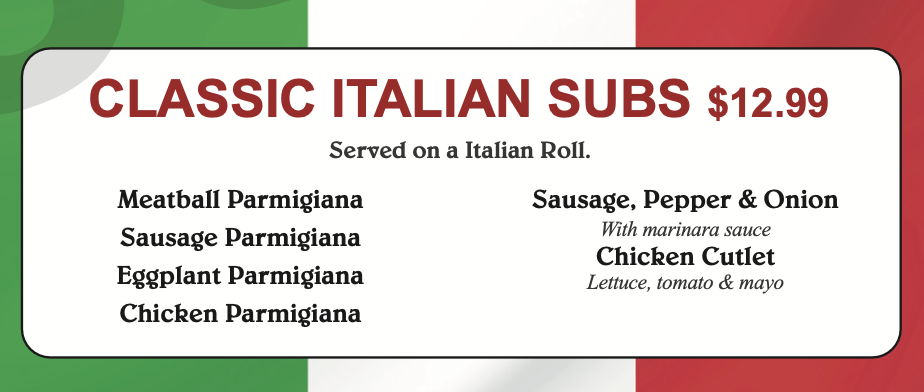 CLASSIC ITALIAN SUBS $12.99
Served on a Italian Roll.
Meatball Parmigiana
Sausage Parmigiana
Eggplant Parmigiana
Chicken Parmigiana
Sausage, Pepper & Onion
With marinara sauce
Chicken Cutlet
Lettuce, tomato & mayo